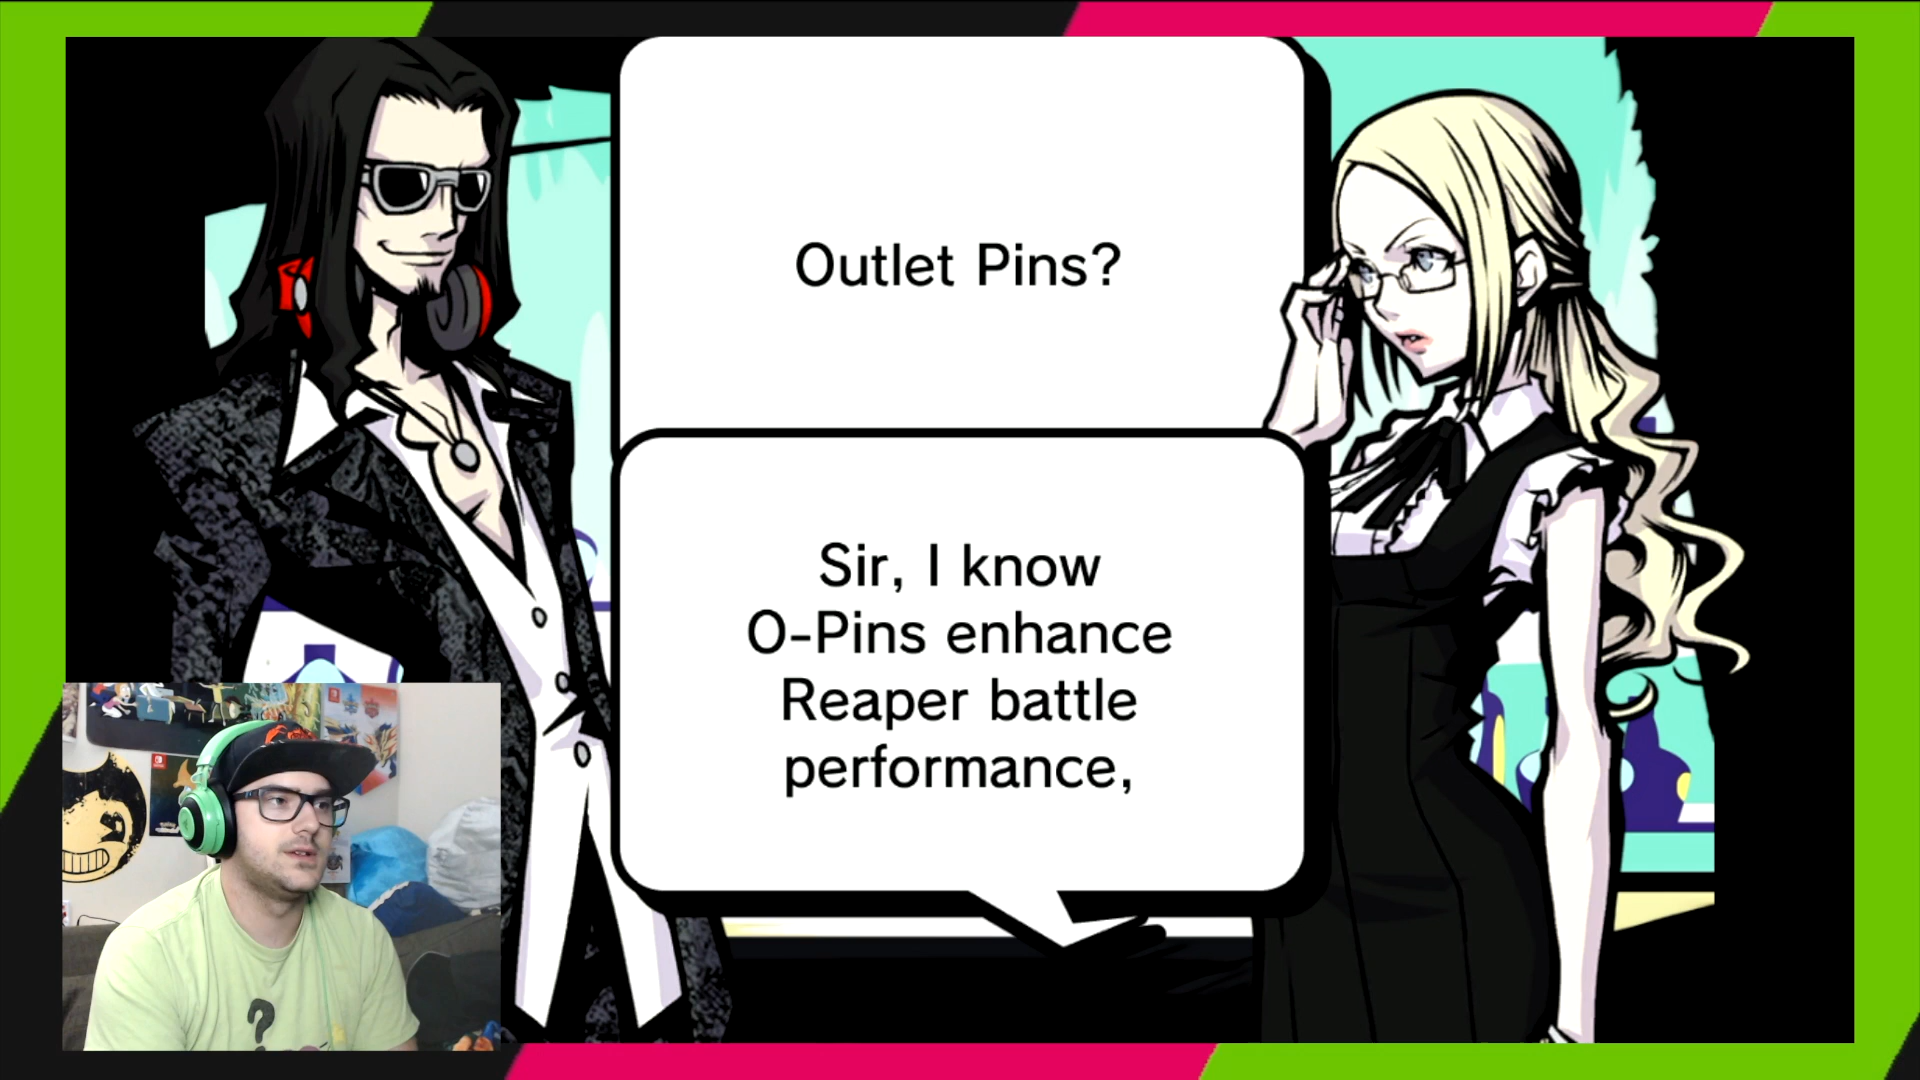 Outlet Pins?
Sir, I know
O-Pins enhance
Reaper battle
performance,
?